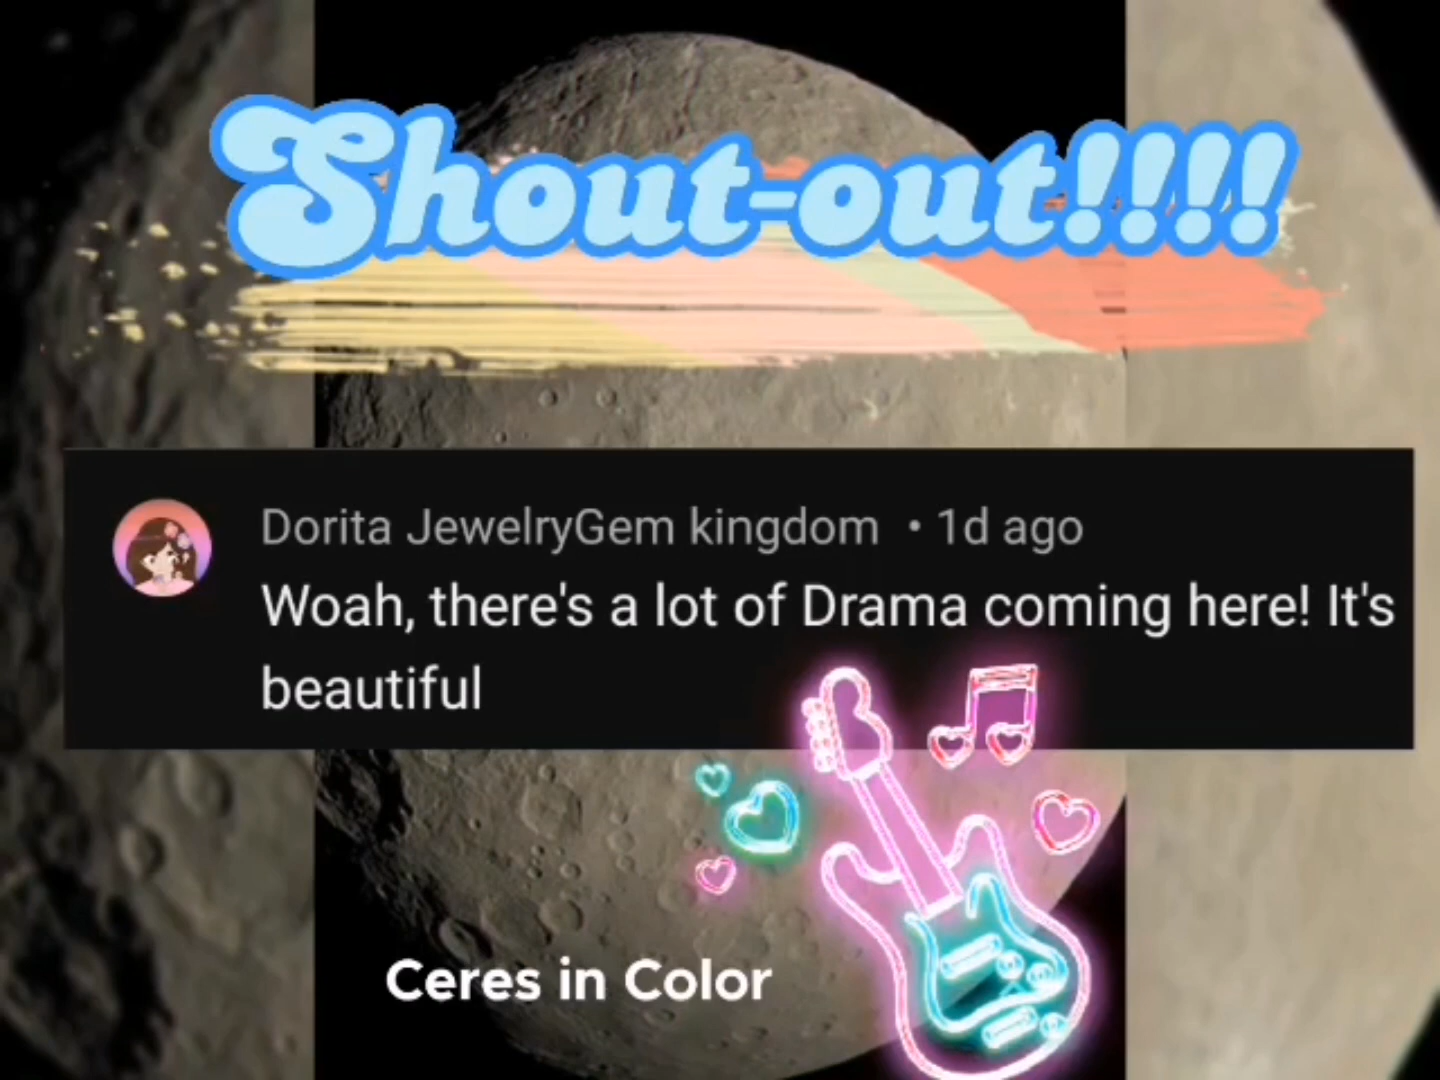 Shout-out!!!!
Dorita JewelryGem kingdom • 1d ago
Woah, there's a lot of Drama coming here! It's
beautiful
Ceres in Color